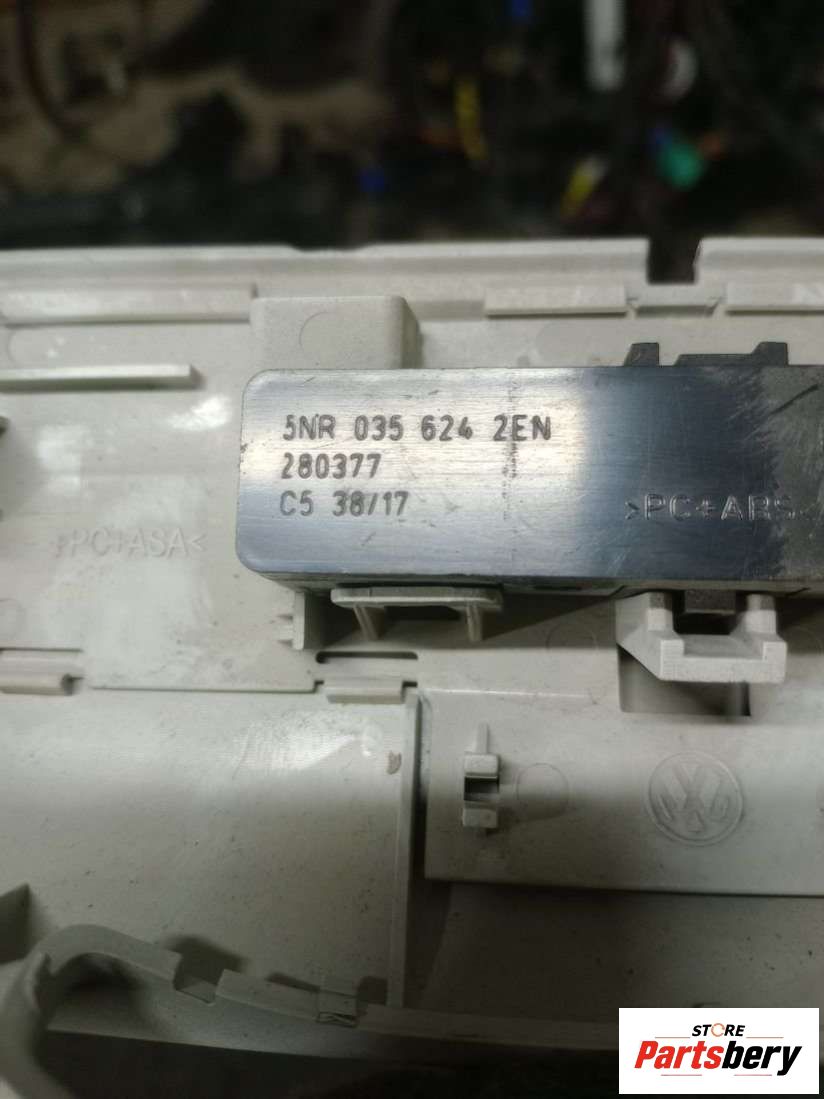 5NR 035 624 2EN
280377
C5 38/17
>PC+ABS<
>PC+ASA<
STORE
Partsbery